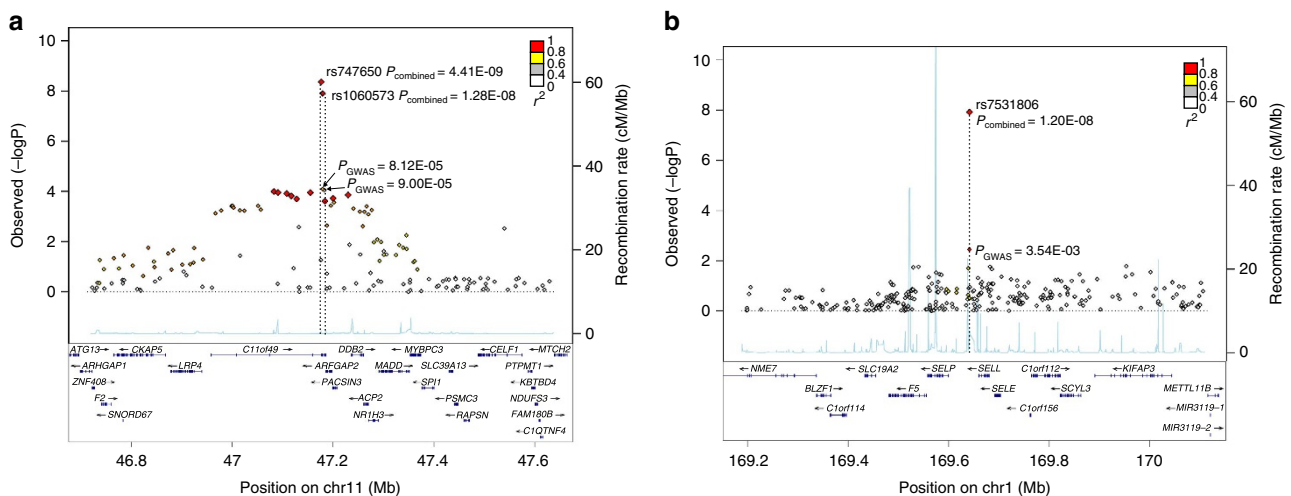 a
10
8
6
4
2
0
Observed (−logP)
60
40
20
0
Recombination rate (cM/Mb)
1
0.8
0.6
0.4
0
r2
rs747650 Pcombined = 4.41E-09
rs1060573 Pcombined = 1.28E-08
PGWAS = 8.12E-05
PGWAS = 9.00E-05
ATG13→ ←CKAP5 C11of49 → DDB2→ ←MYBPC3 ←CELF1 ←MTCH2
←ARHGAP1 ←LRP4 ←ARFGAP2 MADD→ SLC39A13→ PTPMT1→
ZNF408→ ←PACSIN3 ←SPI1 ←KBTBD4
F2→ ←ACP2 ←PSMC3 NDUFS3→
←SNORD67 NR1H3→ ←RAPSN FAM180B→
←C1QTNF4
46.8 47 47.2 47.4 47.6
Position on chr11 (Mb)
b
10
8
6
4
2
0
Observed (−logP)
60
40
20
0
Recombination rate (cM/Mb)
1
0.8
0.6
0.4
0
r2
rs7531806
Pcombined = 1.20E-08
PGWAS = 3.54E-03
←NME7 ←SLC19A2 ←SELP ←SELL C1orf112→ ←KIFAP3
BLZF1→ ←F5 ←SELE ←SCYL3 METTL11B→
←C1orf114 ←C1orf156 ←MIR3119−1
MIR3119−2→
169.2 169.4 169.6 169.8 170
Position on chr1 (Mb)